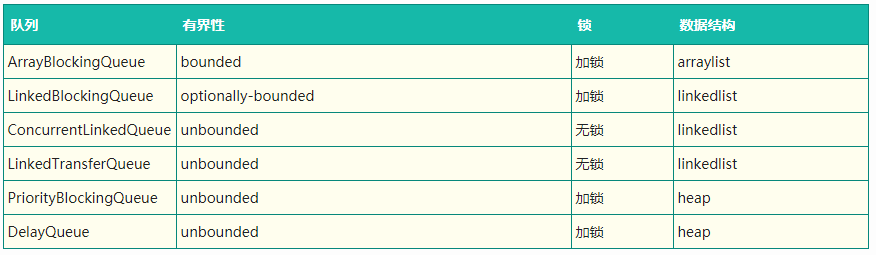 队列 有界性 锁 数据结构
ArrayBlockingQueue bounded 加锁 arraylist
LinkedBlockingQueue optionally-bounded 加锁 linkedlist
ConcurrentLinkedQueue unbounded 无锁 linkedlist
LinkedTransferQueue unbounded 无锁 linkedlist
PriorityBlockingQueue unbounded 加锁 heap
DelayQueue unbounded 加锁 heap